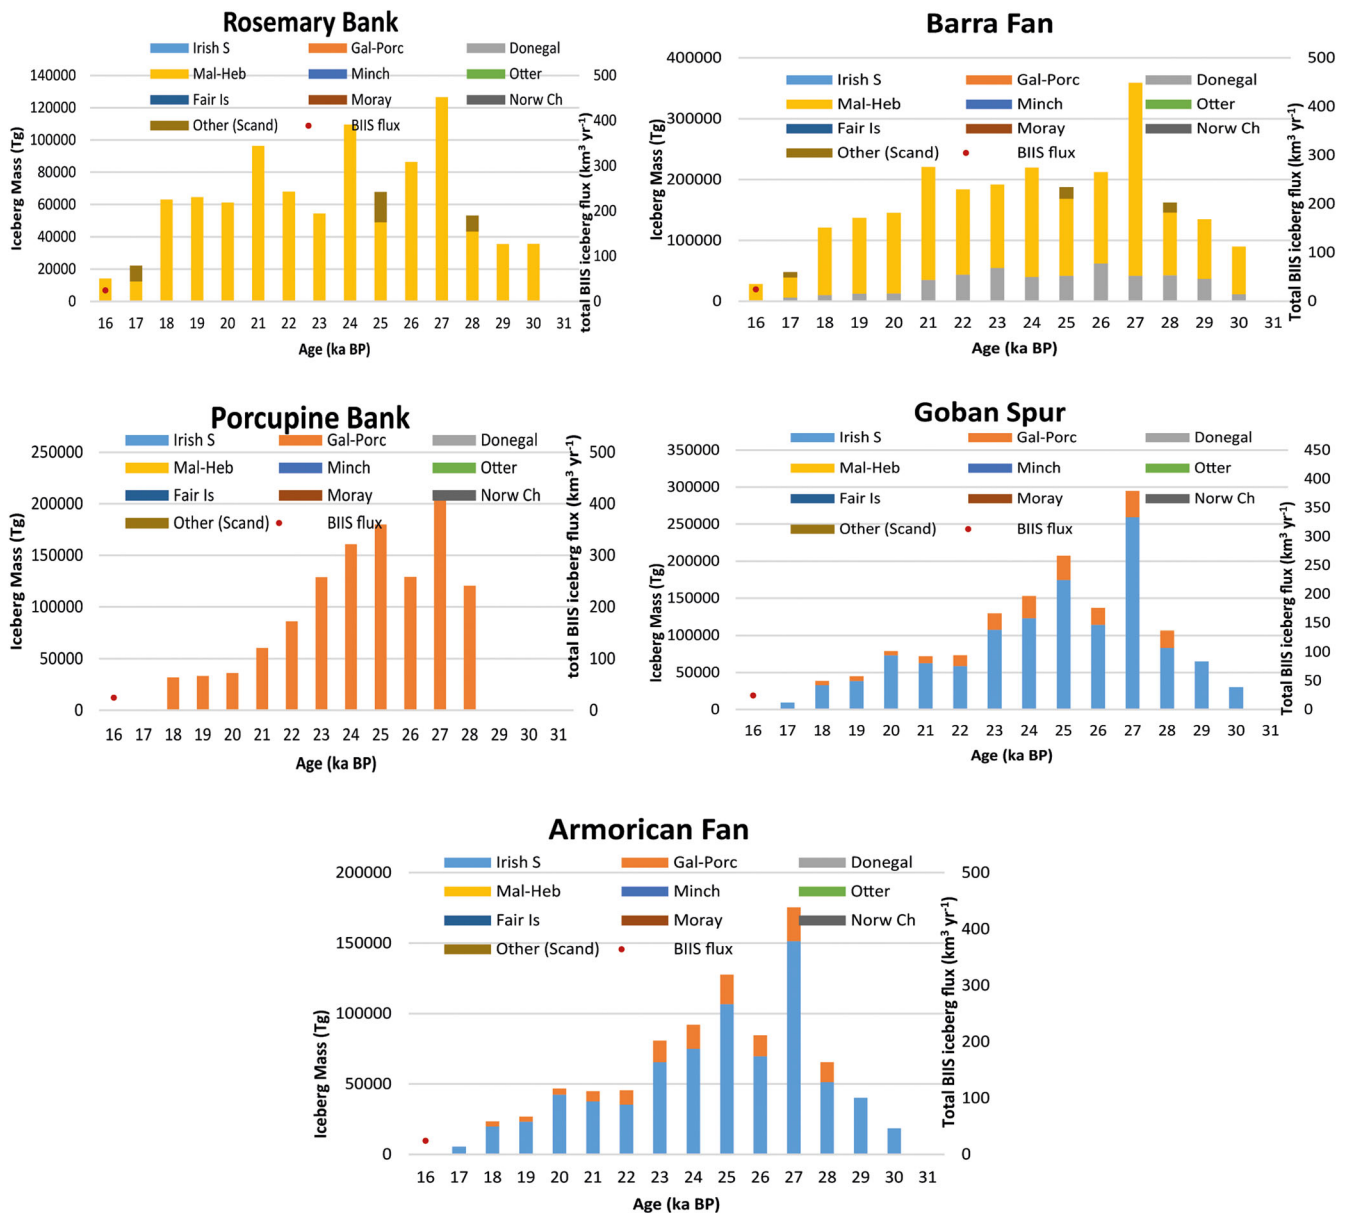 Rosemary Bank
Irish S Gal-Porc Donegal
Mal-Heb Minch Otter
Fair Is Moray Norw Ch
Other (Scand) BIIS flux
Iceberg Mass (Tg)
140000
120000
100000
80000
60000
40000
20000
0
500
400
300
200
100
0
total BIIS iceberg flux (km³ yr⁻¹)
16 17 18 19 20 21 22 23 24 25 26 27 28 29 30 31
Age (ka BP)
Barra Fan
Irish S Gal-Porc Donegal
Mal-Heb Minch Otter
Fair Is Moray Norw Ch
Other (Scand) BIIS flux
Iceberg Mass (Tg)
400000
300000
200000
100000
0
500
400
300
200
100
0
Total BIIS iceberg flux (km³ yr⁻¹)
16 17 18 19 20 21 22 23 24 25 26 27 28 29 30 31
Age (ka BP)
Porcupine Bank
Irish S Gal-Porc Donegal
Mal-Heb Minch Otter
Fair Is Moray Norw Ch
Other (Scand) BIIS flux
Iceberg Mass (Tg)
250000
200000
150000
100000
50000
0
500
400
300
200
100
0
total BIIS iceberg flux (km³ yr⁻¹)
16 17 18 19 20 21 22 23 24 25 26 27 28 29 30 31
Age (ka BP)
Goban Spur
Irish S Gal-Porc Donegal
Mal-Heb Minch Otter
Fair Is Moray Norw Ch
Other (Scand) BIIS flux
Iceberg Mass (Tg)
350000
300000
250000
200000
150000
100000
50000
0
450
400
350
300
250
200
150
100
50
0
Total BIIS iceberg flux (km³ yr⁻¹)
16 17 18 19 20 21 22 23 24 25 26 27 28 29 30 31
Age (ka BP)
Armorican Fan
Irish S Gal-Porc Donegal
Mal-Heb Minch Otter
Fair Is Moray Norw Ch
Other (Scand) BIIS flux
Iceberg Mass (Tg)
200000
150000
100000
50000
0
500
400
300
200
100
0
Total BIIS iceberg flux (km³ yr⁻¹)
16 17 18 19 20 21 22 23 24 25 26 27 28 29 30 31
Age (ka BP)